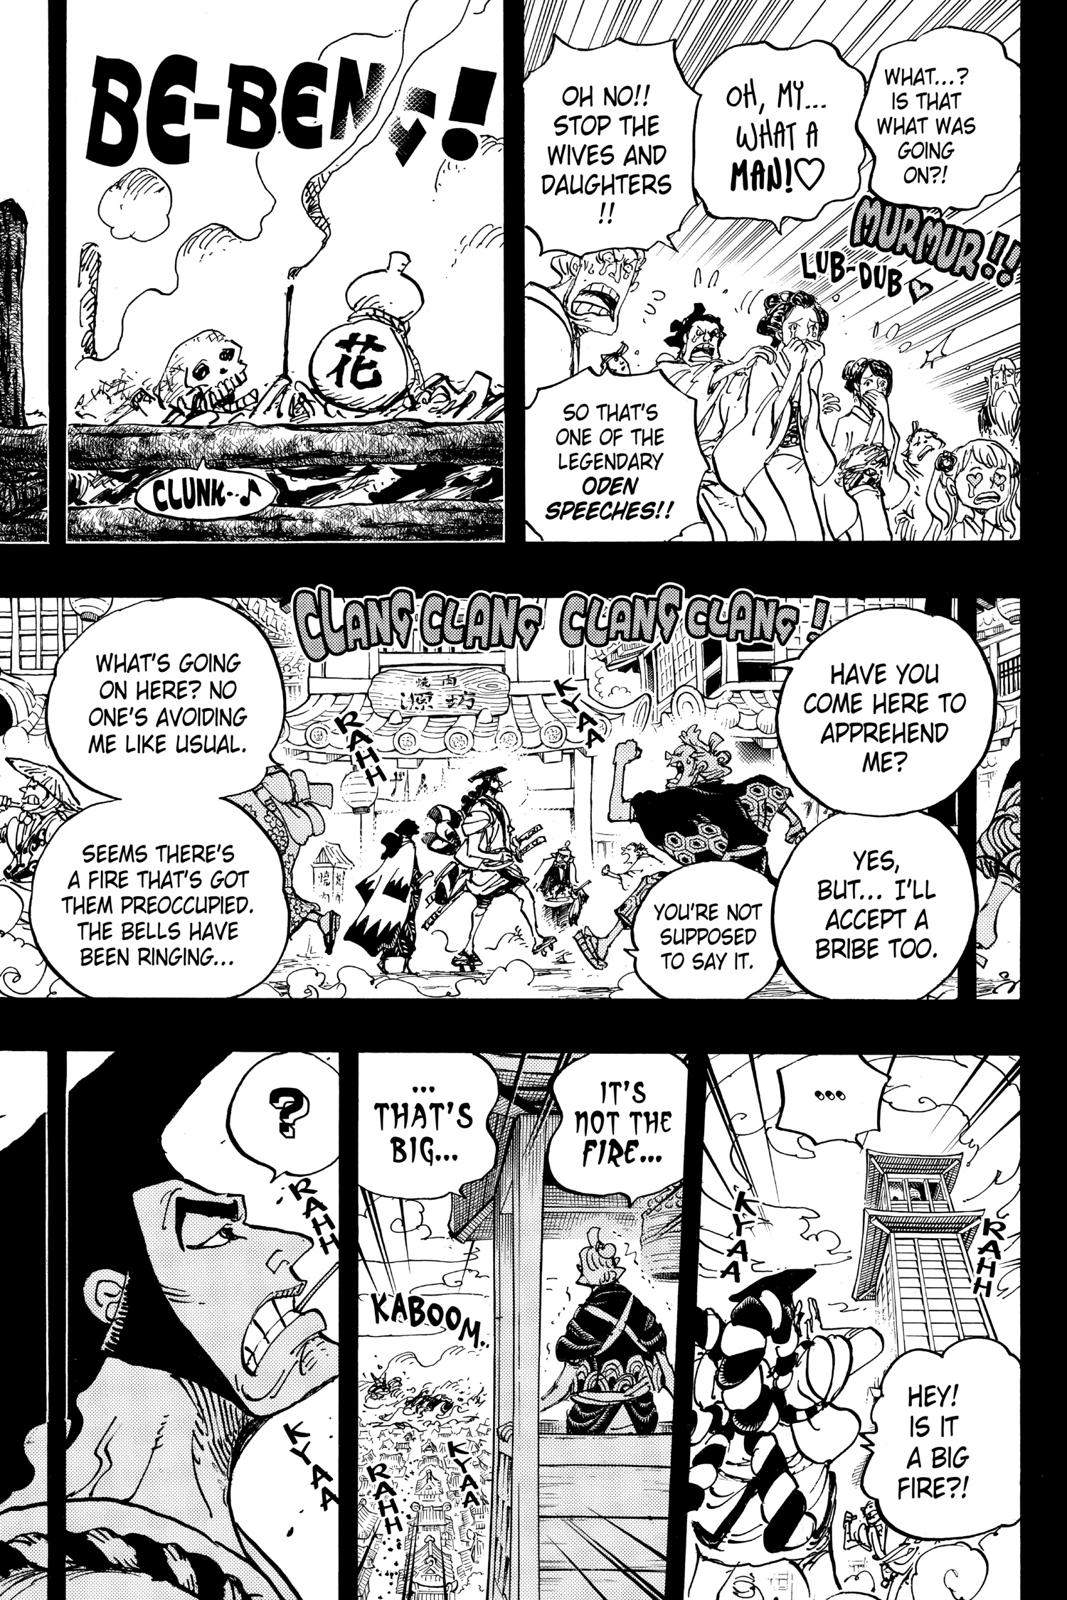 WHAT...?
IS THAT
WHAT WAS
GOING
ON?!
OH, MY...
WHAT A
MAN!♡
OH NO!!
STOP THE
WIVES AND
DAUGHTERS
!!
MURMUR!!
LUB-DUB♡
SO THAT'S
ONE OF THE
LEGENDARY
ODEN
SPEECHES!!
BE-BENG!
花
CLUNK..♪
CLANG CLANG CLANG CLANG!
HAVE YOU
COME HERE TO
APPREHEND
ME?
YES,
BUT... I'LL
ACCEPT A
BRIBE TOO.
YOU'RE NOT
SUPPOSED
TO SAY IT.
KYAA
焼肉
RAHH
WHAT'S GOING
ON HERE? NO
ONE'S AVOIDING
ME LIKE USUAL.
SEEMS THERE'S
A FIRE THAT'S GOT
THEM PREOCCUPIED.
THE BELLS HAVE
BEEN RINGING...
...
KYAA
RAHH
HEY!
IS IT
A BIG
FIRE?!
IT'S
NOT THE
FIRE...
...
THAT'S
BIG...
KABOOM..
KYAA
RAHH
?
RAHH
KYAA